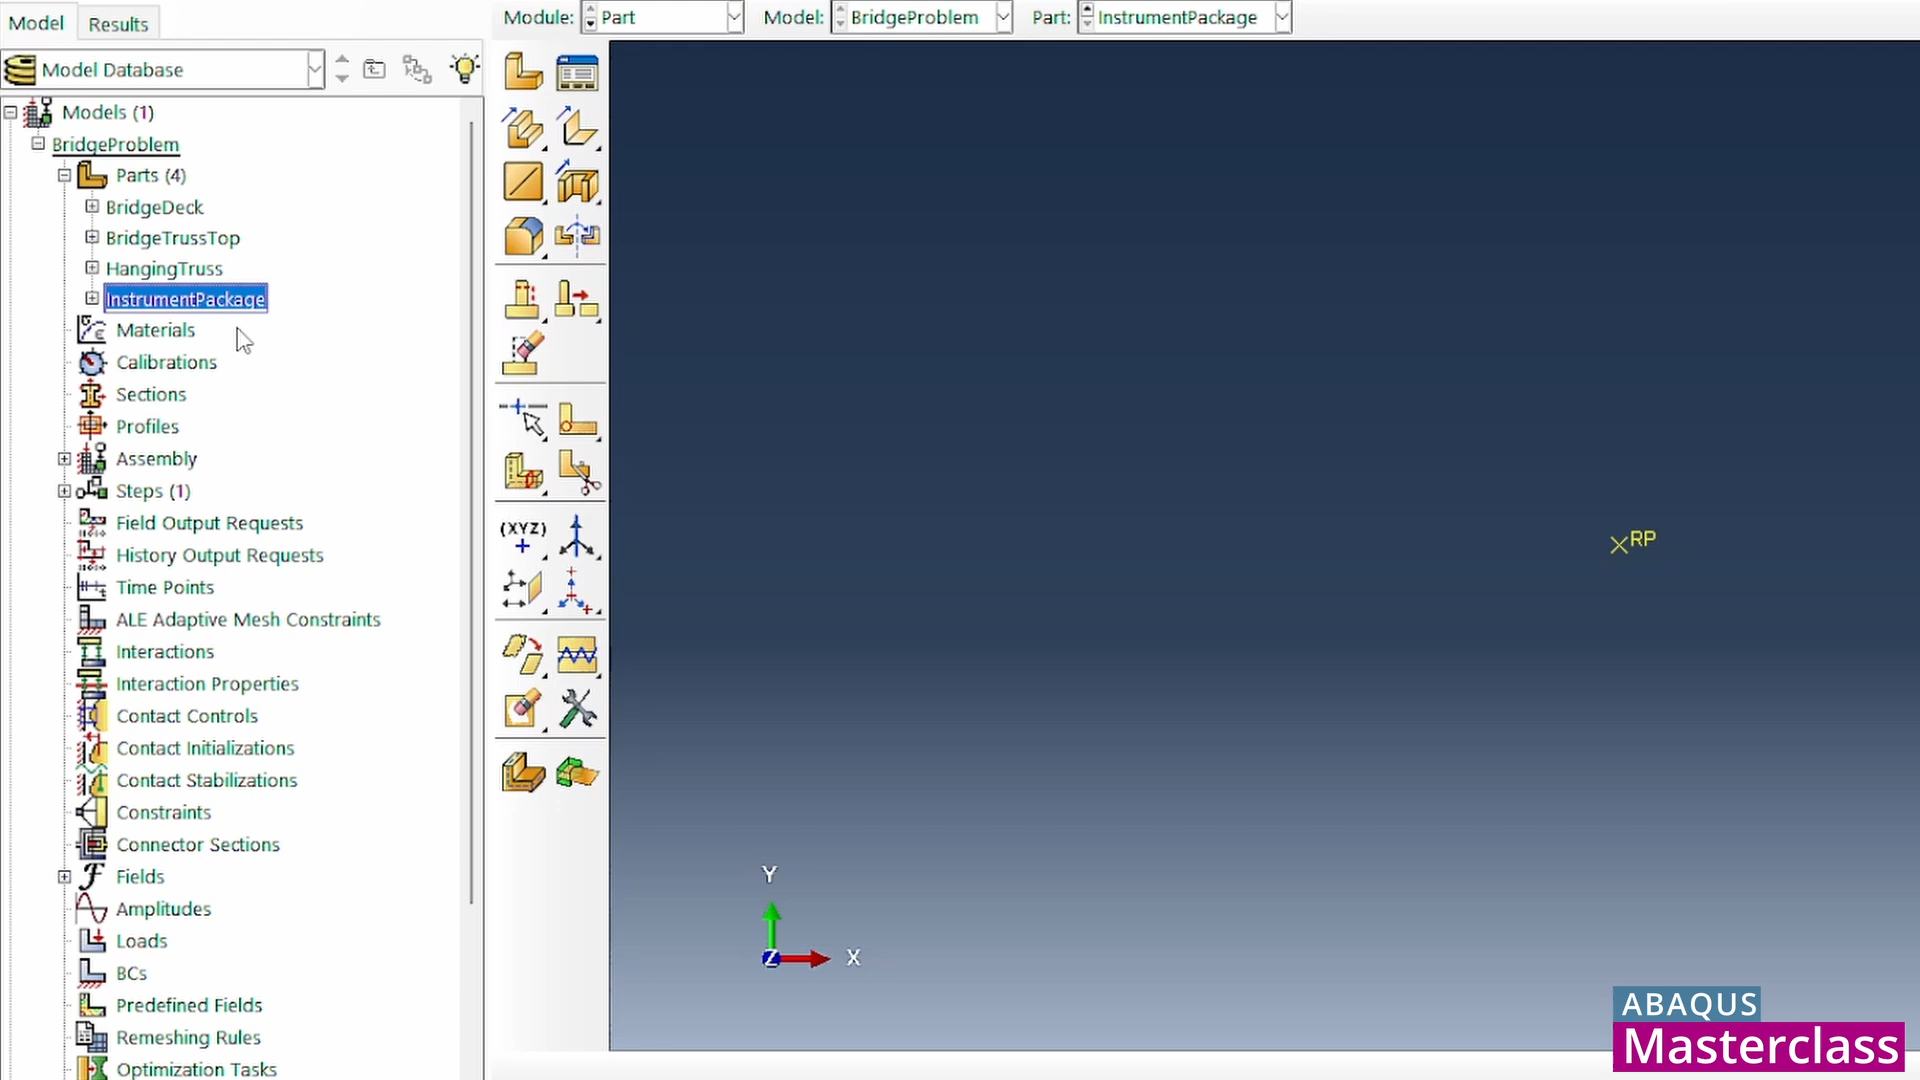 Model
Results
Module: Part Model: BridgeProblem Part: InstrumentPackage
Model Database
Models (1)
BridgeProblem
Parts (4)
BridgeDeck
BridgeTrussTop
HangingTruss
InstrumentPackage
Materials
Calibrations
Sections
Profiles
Assembly
Steps (1)
Field Output Requests
History Output Requests
Time Points
ALE Adaptive Mesh Constraints
Interactions
Interaction Properties
Contact Controls
Contact Initializations
Contact Stabilizations
Constraints
Connector Sections
Fields
Amplitudes
Loads
BCs
Predefined Fields
Remeshing Rules
Optimization Tasks
(XYZ)
RP
Y
Z
X
ABAQUS
Masterclass